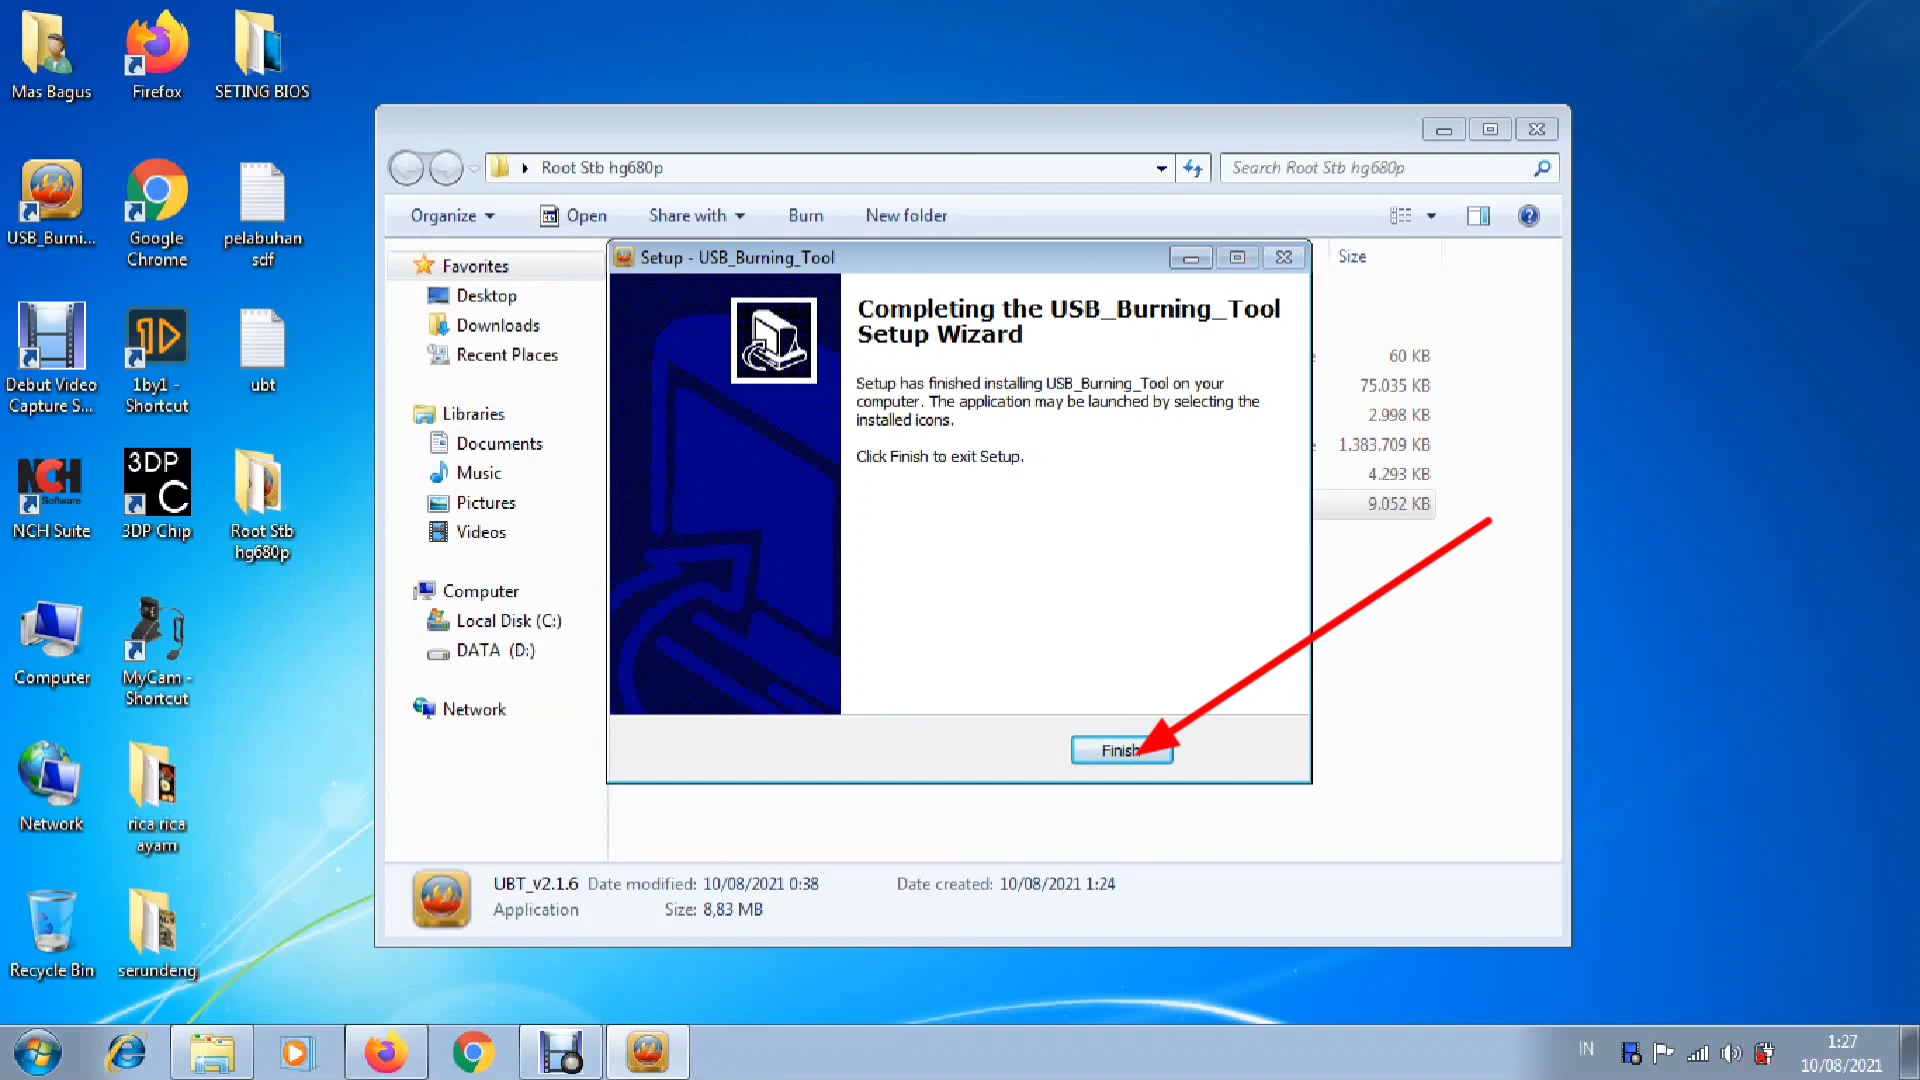 Mas Bagus
Firefox
SETING BIOS
USB_Burni...
Google
Chrome
pelabuhan
sdf
Debut Video
Capture S...
1by1 -
Shortcut
ubt
NCH
Software
NCH Suite
3DP
C
3DP Chip
Root Stb
hg680p
Computer
MyCam -
Shortcut
Network
rica rica
ayam
Recycle Bin
serundeng
Root Stb hg680p
Search Root Stb hg680p
Organize
Open
Share with
Burn
New folder
Favorites
Desktop
Downloads
Recent Places
Libraries
Documents
Music
Pictures
Videos
Computer
Local Disk (C:)
DATA (D:)
Network
Size
60 KB
75.035 KB
2.998 KB
1.383.709 KB
4.293 KB
9.052 KB
Setup - USB_Burning_Tool
Completing the USB_Burning_Tool
Setup Wizard
Setup has finished installing USB_Burning_Tool on your
computer. The application may be launched by selecting the
installed icons.
Click Finish to exit Setup.
Finish
UBT_v2.1.6 Date modified: 10/08/2021 0:38 Date created: 10/08/2021 1:24
Application Size: 8,83 MB
IN
1:27
10/08/2021